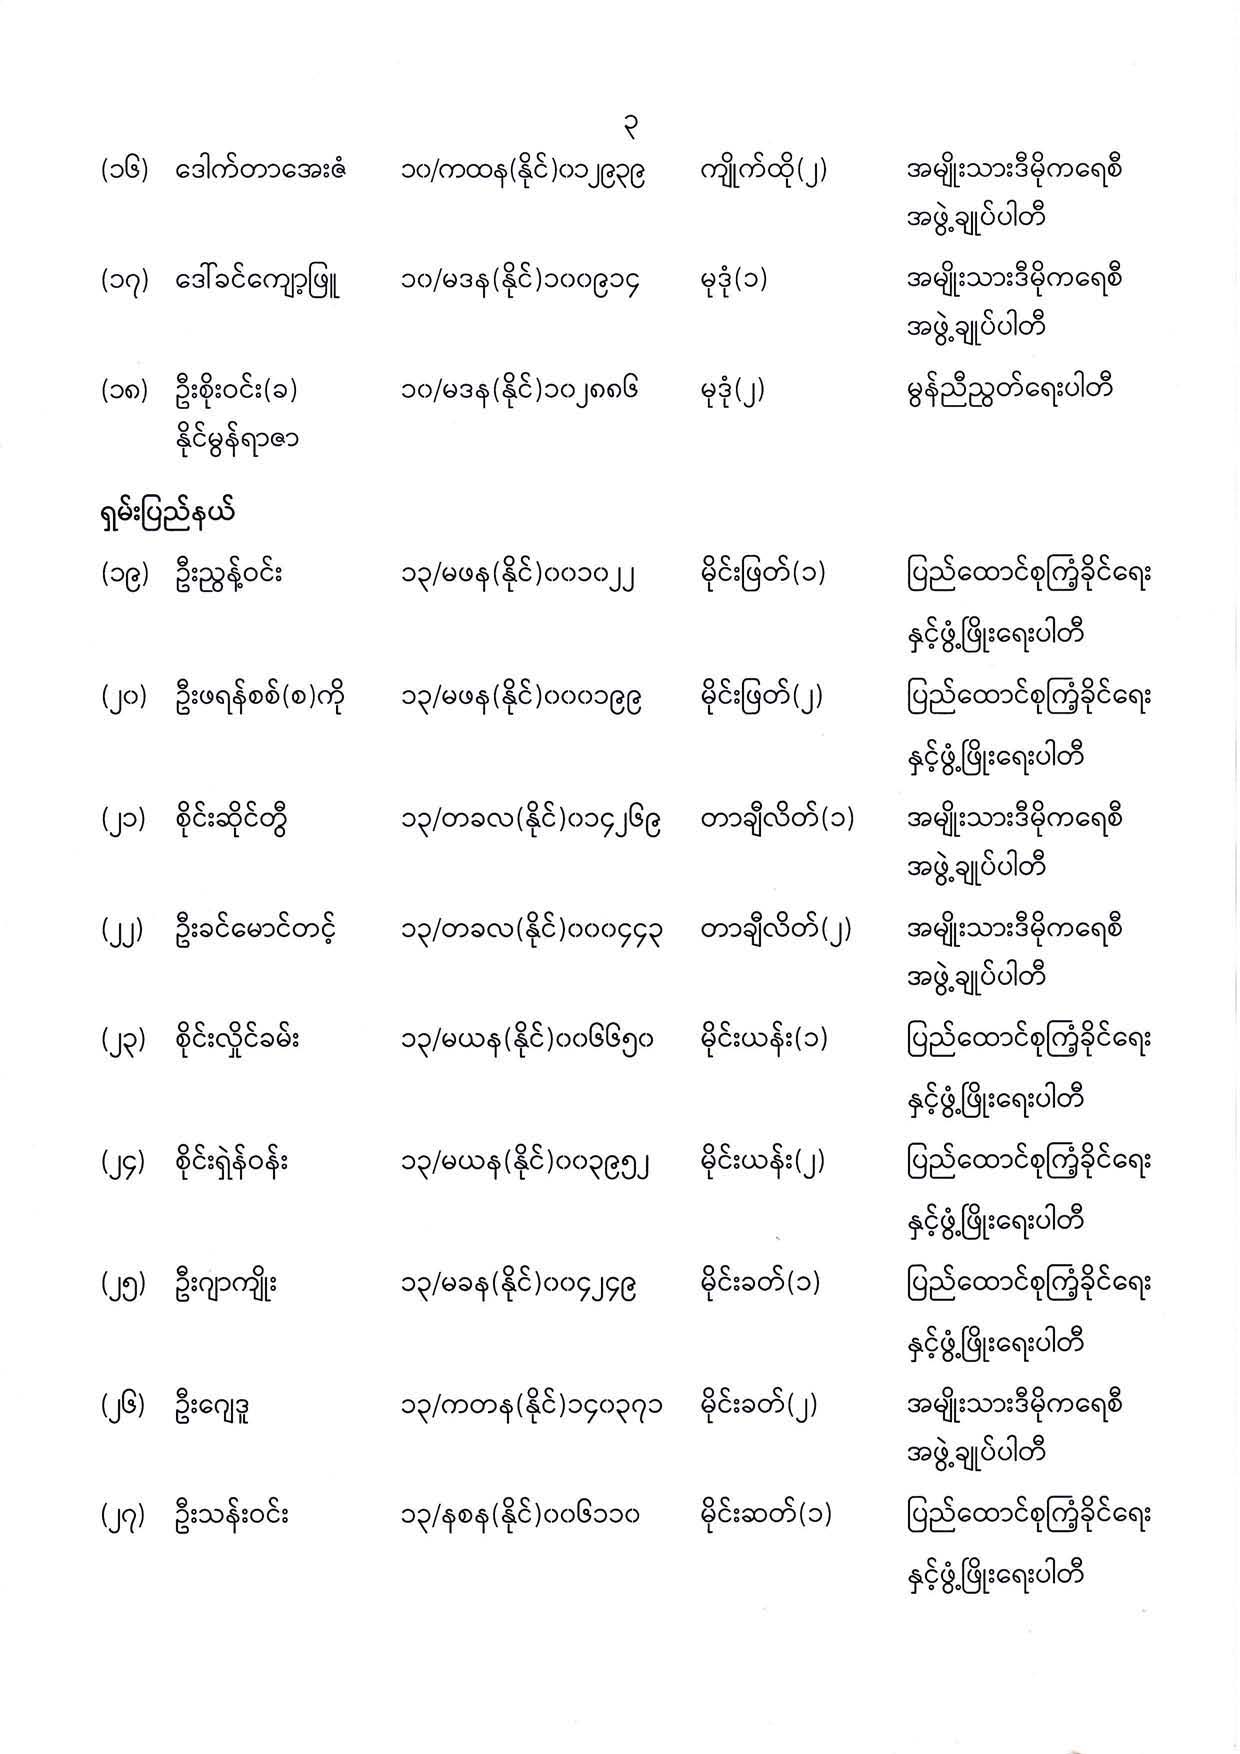 ၃
(၁၆) ဒေါက်တာအေးဇံ ၁၀/ကထန(နိုင်)၀၁၂၉၃၉ ကျိုက်ထို(၂) အမျိုးသားဒီမိုကရေစီ
အဖွဲ့ချုပ်ပါတီ
(၁၇) ဒေါ်ခင်ကျော့ဖြူ ၁၀/မဒန(နိုင်)၁၀၀၉၁၄ မုဒုံ(၁) အမျိုးသားဒီမိုကရေစီ
အဖွဲ့ချုပ်ပါတီ
(၁၈) ဦးစိုးဝင်း(ခ) ၁၀/မဒန(နိုင်)၁၀၂၈၈၆ မုဒုံ(၂) မွန်ညီညွတ်ရေးပါတီ
နိုင်မွန်ရာဇာ
ရှမ်းပြည်နယ်
(၁၉) ဦးညွန့်ဝင်း ၁၃/မဖန(နိုင်)၀၀၁၀၂၂ မိုင်းဖြတ်(၁) ပြည်ထောင်စုကြံ့ခိုင်ရေး
နှင့်ဖွံ့ဖြိုးရေးပါတီ
(၂၀) ဦးဖရန်စစ်(စ)ကို ၁၃/မဖန(နိုင်)၀၀၀၁၉၉ မိုင်းဖြတ်(၂) ပြည်ထောင်စုကြံ့ခိုင်ရေး
နှင့်ဖွံ့ဖြိုးရေးပါတီ
(၂၁) စိုင်းဆိုင်တွီ ၁၃/တခလ(နိုင်)၀၁၄၂၆၉ တာချီလိတ်(၁) အမျိုးသားဒီမိုကရေစီ
အဖွဲ့ချုပ်ပါတီ
(၂၂) ဦးခင်မောင်တင့် ၁၃/တခလ(နိုင်)၀၀၀၄၄၃ တာချီလိတ်(၂) အမျိုးသားဒီမိုကရေစီ
အဖွဲ့ချုပ်ပါတီ
(၂၃) စိုင်းလှိုင်ခမ်း ၁၃/မယန(နိုင်)၀၀၆၆၅၀ မိုင်းယန်း(၁) ပြည်ထောင်စုကြံ့ခိုင်ရေး
နှင့်ဖွံ့ဖြိုးရေးပါတီ
(၂၄) စိုင်းရှဲန်ဝန်း ၁၃/မယန(နိုင်)၀၀၃၉၅၂ မိုင်းယန်း(၂) ပြည်ထောင်စုကြံ့ခိုင်ရေး
နှင့်ဖွံ့ဖြိုးရေးပါတီ
(၂၅) ဦးဂျာကျိုး ၁၃/မခန(နိုင်)၀၀၄၂၄၉ မိုင်းခတ်(၁) ပြည်ထောင်စုကြံ့ခိုင်ရေး
နှင့်ဖွံ့ဖြိုးရေးပါတီ
(၂၆) ဦးဂျေဒူ ၁၃/ကတန(နိုင်)၁၄၀၃၇၁ မိုင်းခတ်(၂) အမျိုးသားဒီမိုကရေစီ
အဖွဲ့ချုပ်ပါတီ
(၂၇) ဦးသန်းဝင်း ၁၃/နစန(နိုင်)၀၀၆၁၁၀ မိုင်းဆတ်(၁) ပြည်ထောင်စုကြံ့ခိုင်ရေး
နှင့်ဖွံ့ဖြိုးရေးပါတီ